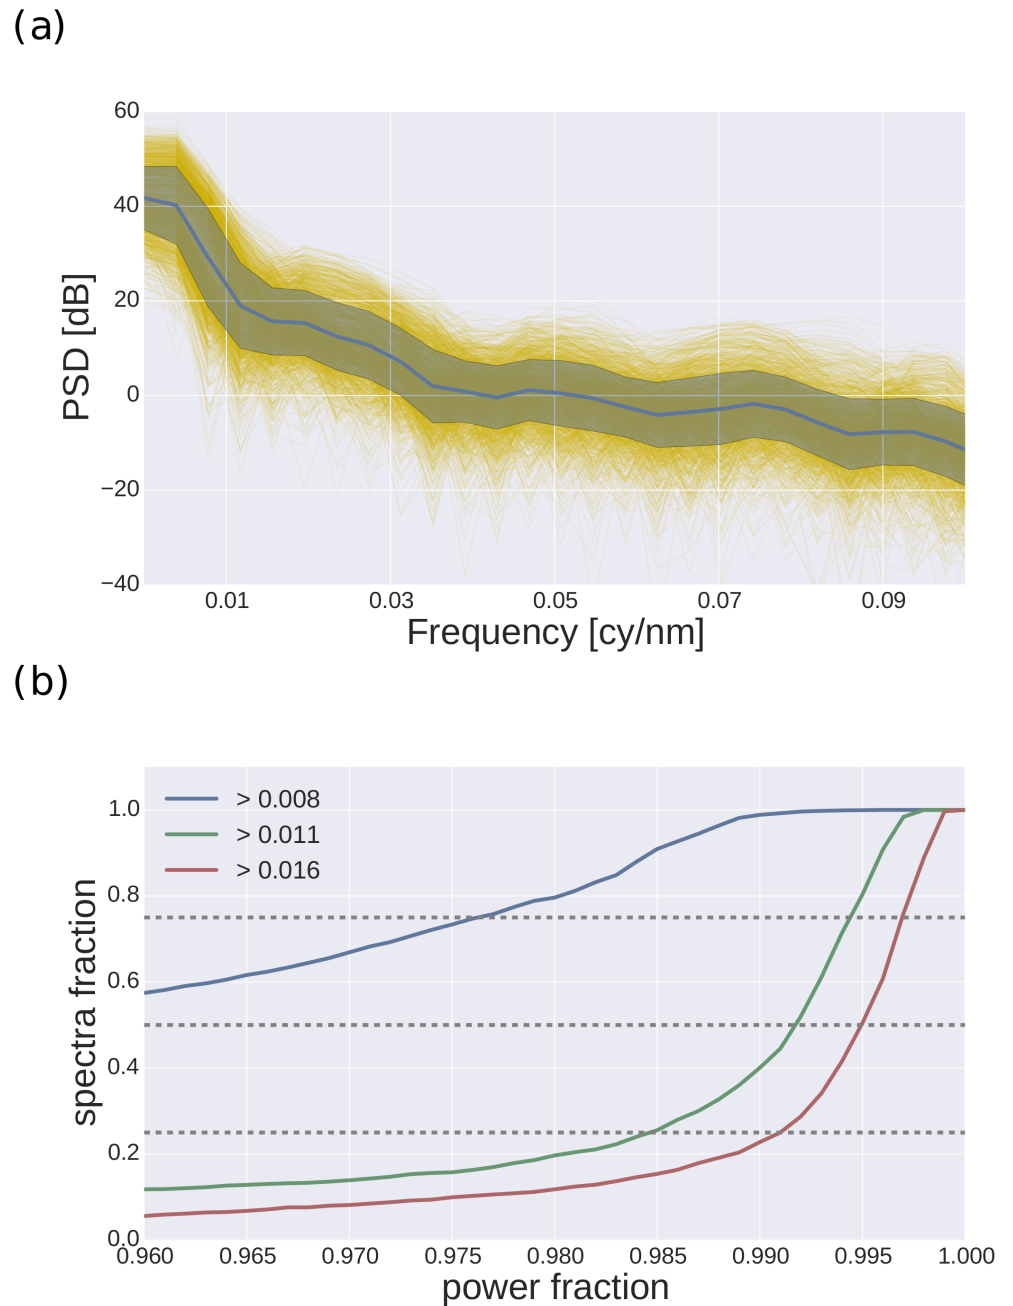 (a)
60
40
20
0
−20
−40
PSD [dB]
0.01 0.03 0.05 0.07 0.09
Frequency [cy/nm]
(b)
> 0.008
> 0.011
> 0.016
1.0
0.8
0.6
0.4
0.2
0.0
spectra fraction
0.960 0.965 0.970 0.975 0.980 0.985 0.990 0.995 1.000
power fraction